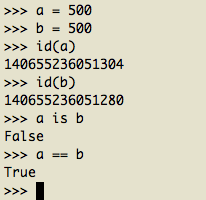 >>> a = 500
>>> b = 500
>>> id(a)
140655236051304
>>> id(b)
140655236051280
>>> a is b
False
>>> a == b
True
>>>